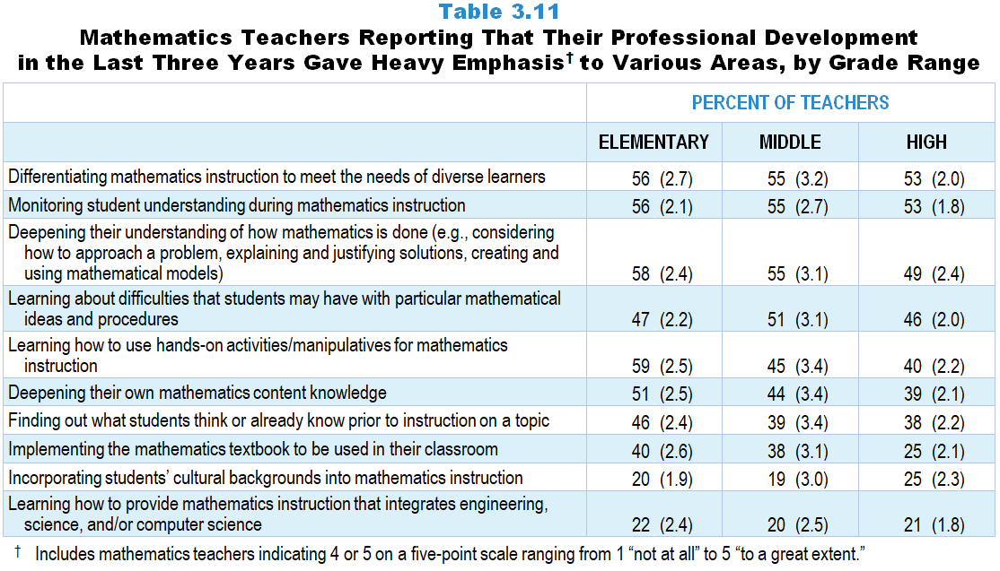 Table 3.11
Mathematics Teachers Reporting That Their Professional Development
in the Last Three Years Gave Heavy Emphasis† to Various Areas, by Grade Range
PERCENT OF TEACHERS
ELEMENTARY MIDDLE HIGH
Differentiating mathematics instruction to meet the needs of diverse learners 56 (2.7) 55 (3.2) 53 (2.0)
Monitoring student understanding during mathematics instruction 56 (2.1) 55 (2.7) 53 (1.8)
Deepening their understanding of how mathematics is done (e.g., considering
how to approach a problem, explaining and justifying solutions, creating and
using mathematical models) 58 (2.4) 55 (3.1) 49 (2.4)
Learning about difficulties that students may have with particular mathematical
ideas and procedures 47 (2.2) 51 (3.1) 46 (2.0)
Learning how to use hands-on activities/manipulatives for mathematics
instruction 59 (2.5) 45 (3.4) 40 (2.2)
Deepening their own mathematics content knowledge 51 (2.5) 44 (3.4) 39 (2.1)
Finding out what students think or already know prior to instruction on a topic 46 (2.4) 39 (3.4) 38 (2.2)
Implementing the mathematics textbook to be used in their classroom 40 (2.6) 38 (3.1) 25 (2.1)
Incorporating students’ cultural backgrounds into mathematics instruction 20 (1.9) 19 (3.0) 25 (2.3)
Learning how to provide mathematics instruction that integrates engineering,
science, and/or computer science 22 (2.4) 20 (2.5) 21 (1.8)
† Includes mathematics teachers indicating 4 or 5 on a five-point scale ranging from 1 “not at all” to 5 “to a great extent.”